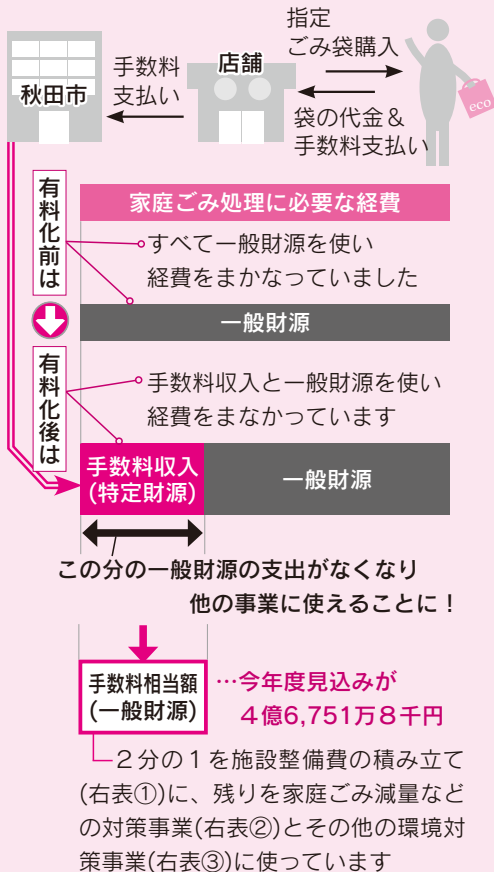 指定
ごみ袋購入
店舗
手数料
支払い
秋田市
eco
袋の代金＆
手数料支払い
有料化前は
家庭ごみ処理に必要な経費
すべて一般財源を使い
経費をまかなっていました
一般財源
有料化後は
手数料収入と一般財源を使い
経費をまなかっています
手数料収入
(特定財源)
一般財源
この分の一般財源の支出がなくなり
他の事業に使えることに！
手数料相当額
(一般財源)
…今年度見込みが
４億6,751万８千円
２分の１を施設整備費の積み立て
(右表①)に、残りを家庭ごみ減量など
の対策事業(右表②)とその他の環境対
策事業(右表③)に使っています